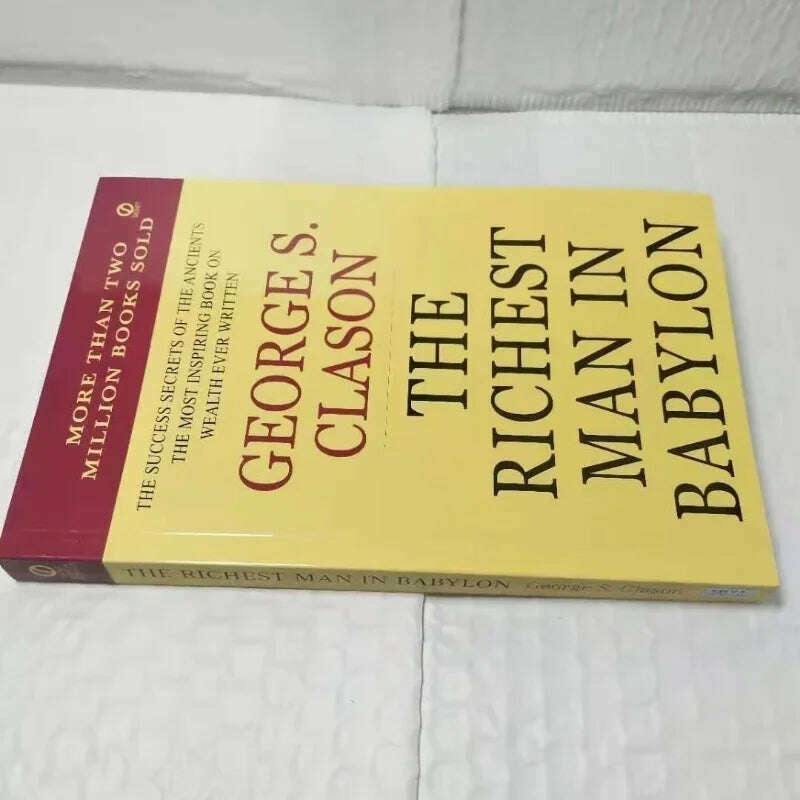 MORE THAN TWO
MILLION BOOKS SOLD
THE SUCCESS SECRETS OF THE ANCIENTS
THE MOST INSPIRING BOOK ON
WEALTH EVER WRITTEN
GEORGE S.
CLASON
THE
RICHEST
MAN IN
BABYLON
THE RICHEST MAN IN BABYLON George S. Clason